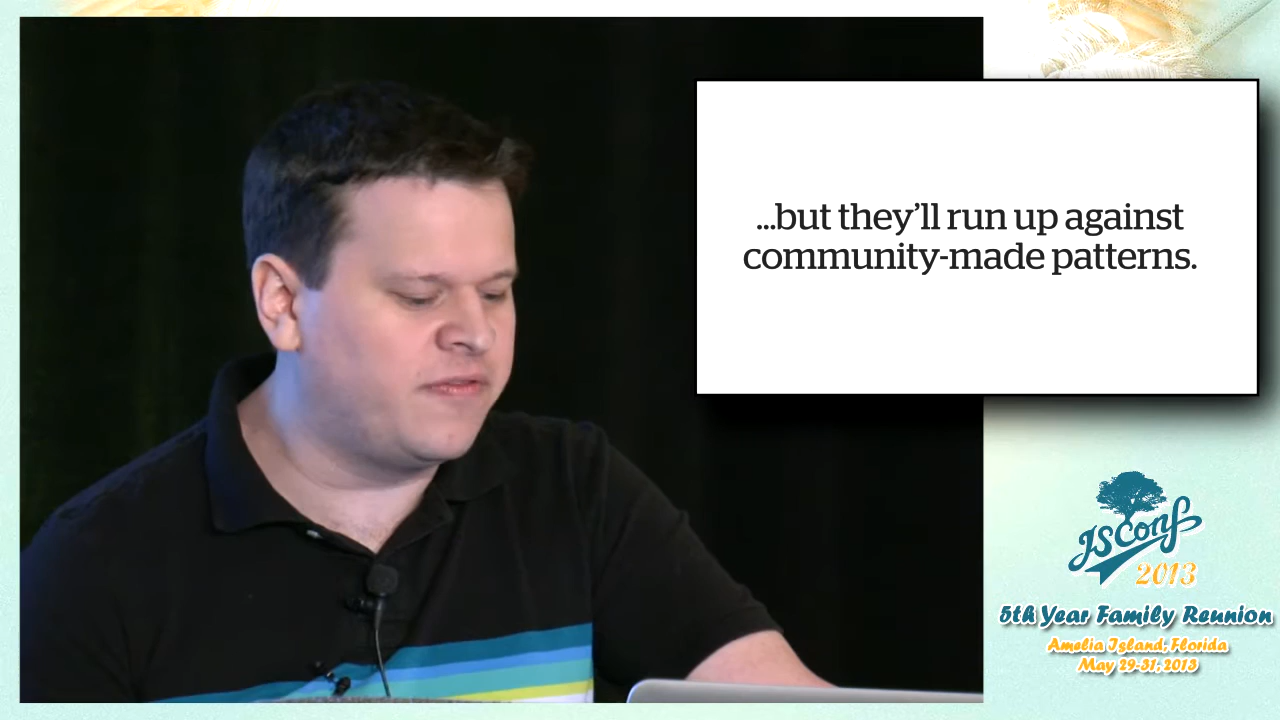 ...but they’ll run up against
community-made patterns.
JSConf
2013
5th Year Family Reunion
Amelia Island, Florida
May 29-31, 2013